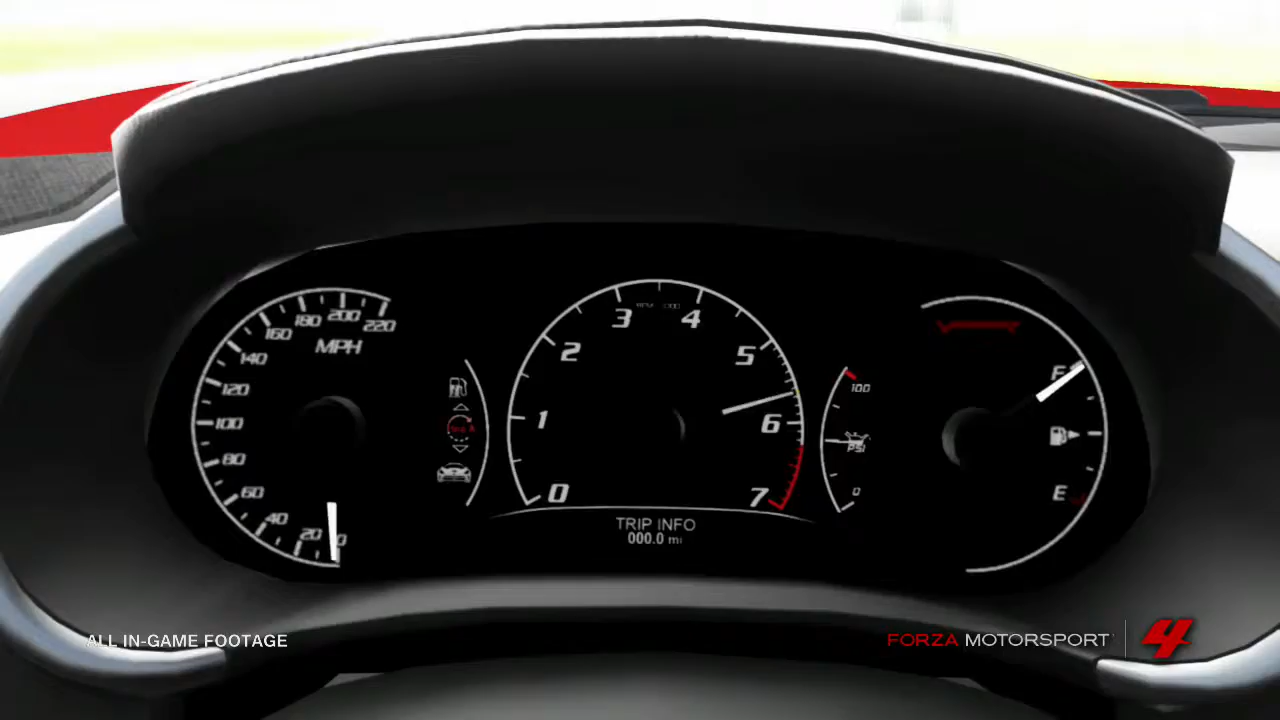 220
200
180
160
140
120
100
80
60
40
20
0
MPH
0
1
2
3
4
5
6
7
TRIP INFO
000.0 mi
100
PSI
0
F
E
ALL IN-GAME FOOTAGE
FORZA MOTORSPORT 4